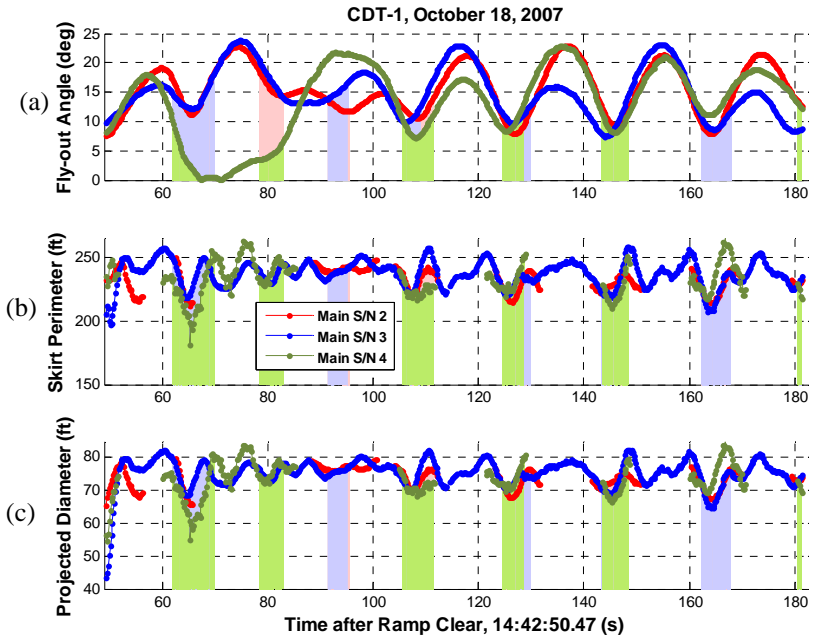 CDT-1, October 18, 2007
(a)
Fly-out Angle (deg)
25
20
15
10
5
0
60 80 100 120 140 160 180
(b)
Skirt Perimeter (ft)
250
200
150
Main S/N 2
Main S/N 3
Main S/N 4
60 80 100 120 140 160 180
(c)
Projected Diameter (ft)
80
70
60
50
40
60 80 100 120 140 160 180
Time after Ramp Clear, 14:42:50.47 (s)